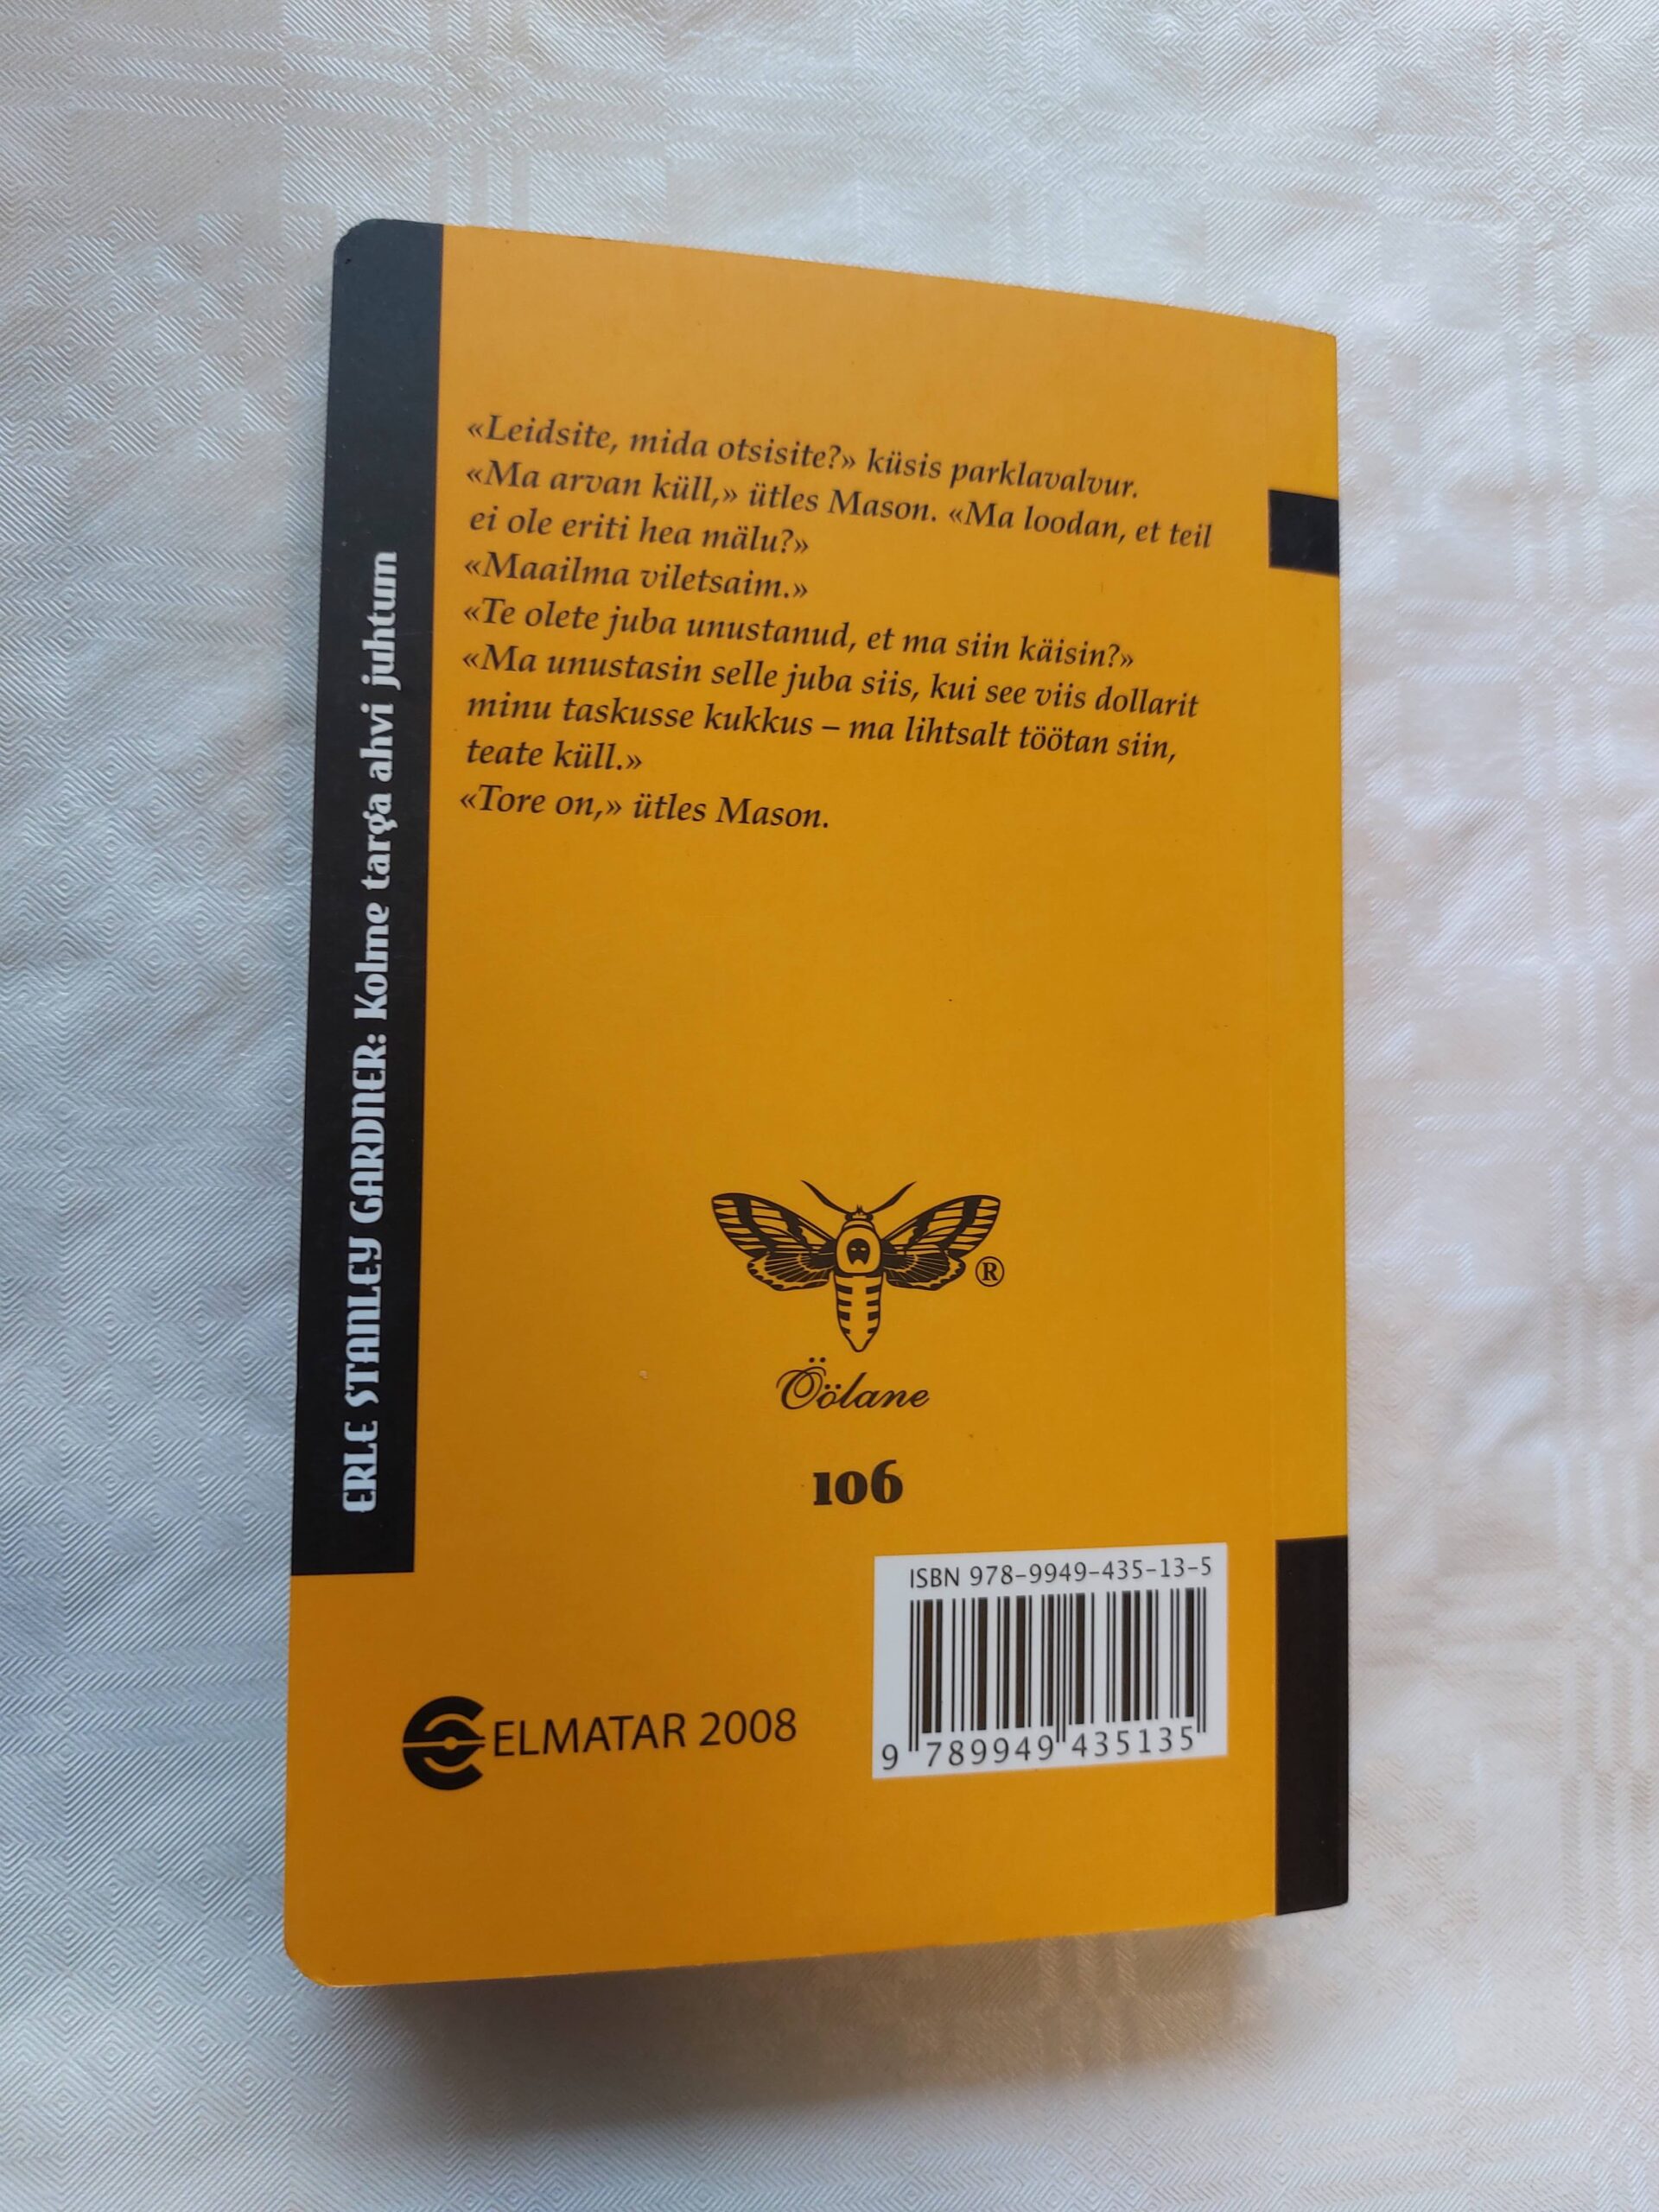 ERLE STANLEY GARDNER: Kolme targa ahvi juhtum
«Leidsite, mida otsisite?» küsis parklavalvur.
«Ma arvan küll,» ütles Mason. «Ma loodan, et teil
ei ole eriti hea mälu?»
«Maailma viletsaim.»
«Te olete juba unustanud, et ma siin käisin?»
«Ma unustasin selle juba siis, kui see viis dollarit
minu taskusse kukkus – ma lihtsalt töötan siin,
teate küll.»
«Tore on,» ütles Mason.
®
Öölane
106
ISBN 978-9949-435-13-5
9 789949 435135
ELMATAR 2008